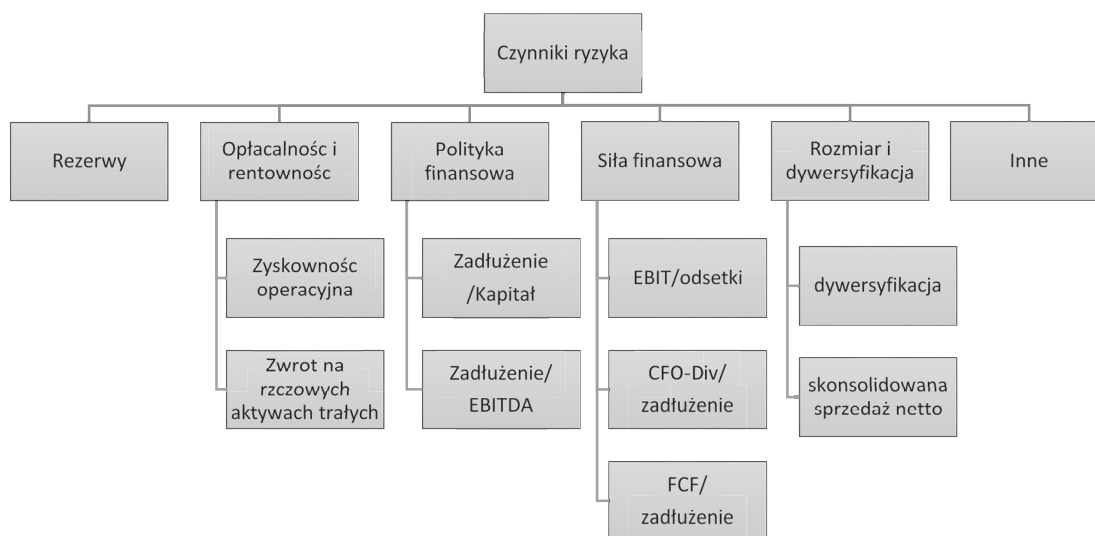 Czynniki ryzyka
Rezerwy
Opłacalnośc i
rentownośc
Polityka
finansowa
Siła finansowa
Rozmiar i
dywersyfikacja
Inne
Zyskownośc
operacyjna
Zwrot na
rzczowych
aktywach trałych
Zadłużenie
/Kapitał
Zadłużenie/
EBITDA
EBIT/odsetki
CFO-Div/
zadłużenie
FCF/
zadłużenie
dywersyfikacja
skonsolidowana
sprzedaż netto